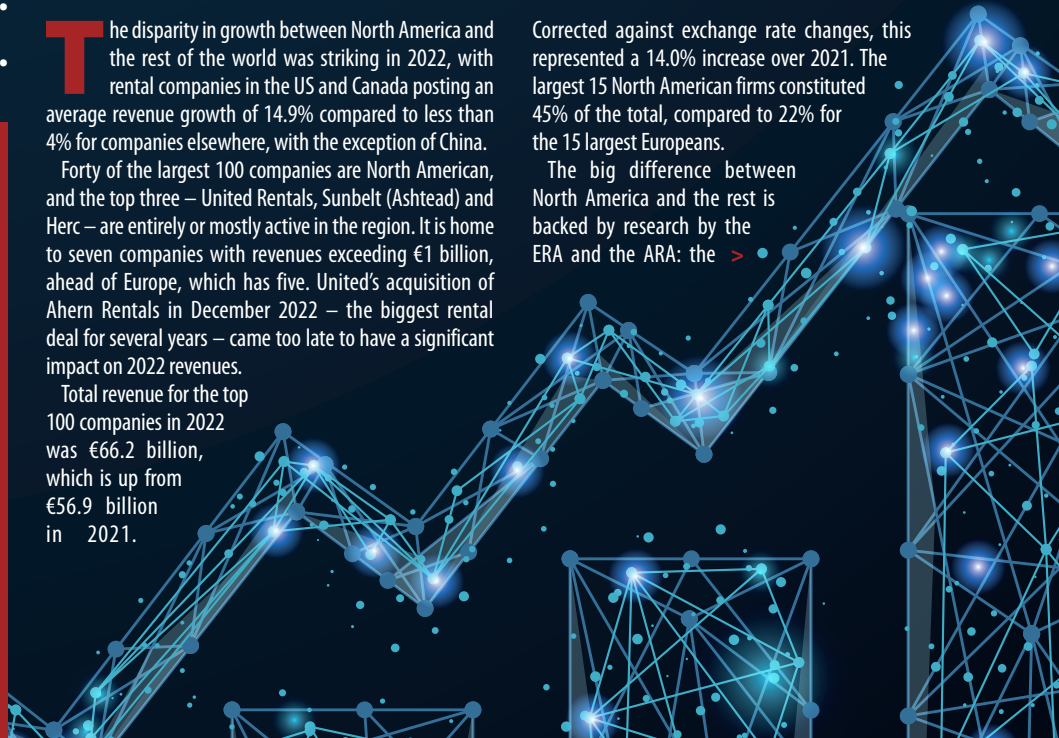 The disparity in growth between North America and
the rest of the world was striking in 2022, with
rental companies in the US and Canada posting an
average revenue growth of 14.9% compared to less than
4% for companies elsewhere, with the exception of China.
Forty of the largest 100 companies are North American,
and the top three – United Rentals, Sunbelt (Ashtead) and
Herc – are entirely or mostly active in the region. It is home
to seven companies with revenues exceeding €1 billion,
ahead of Europe, which has five. United's acquisition of
Ahern Rentals in December 2022 – the biggest rental
deal for several years – came too late to have a significant
impact on 2022 revenues.
Total revenue for the top
100 companies in 2022
was €66.2 billion,
which is up from
€56.9 billion
in 2021.
Corrected against exchange rate changes, this
represented a 14.0% increase over 2021. The
largest 15 North American firms constituted
45% of the total, compared to 22% for
the 15 largest Europeans.
The big difference between
North America and the rest is
backed by research by the
ERA and the ARA: the >